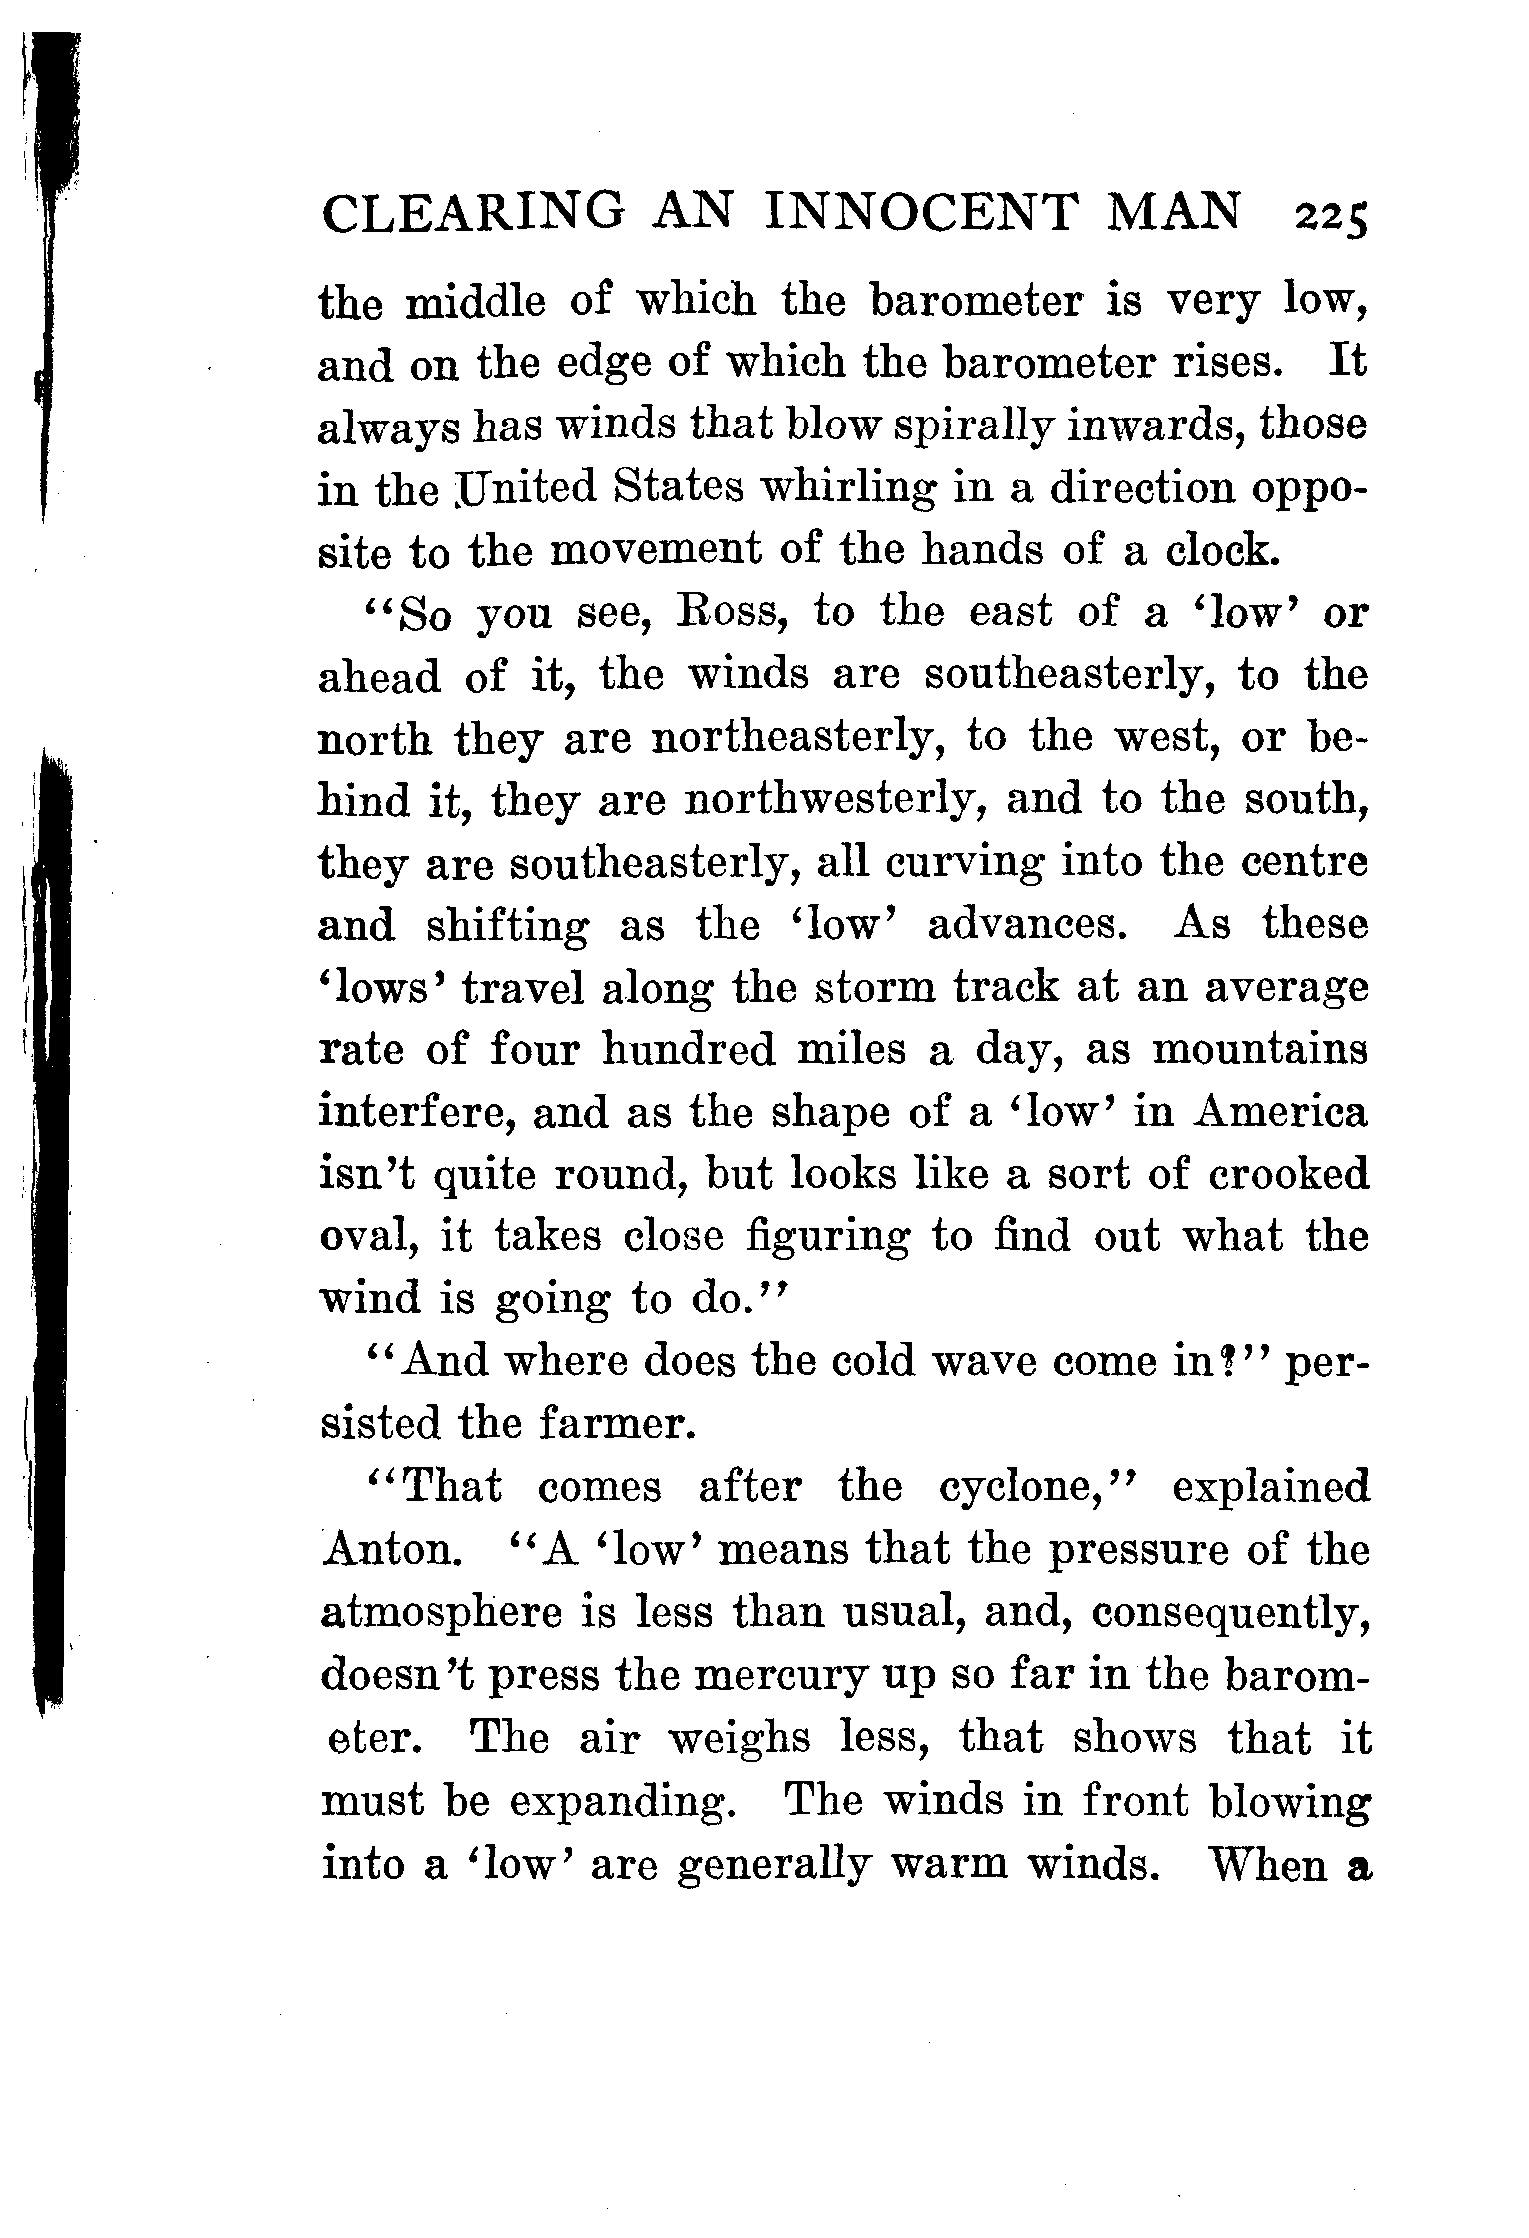 CLEARING AN INNOCENT MAN 225
the middle of which the barometer is very low,
and on the edge of which the barometer rises. It
always has winds that blow spirally inwards, those
in the United States whirling in a direction oppo-
site to the movement of the hands of a clock.
"So you see, Ross, to the east of a 'low' or
ahead of it, the winds are southeasterly, to the
north they are northeasterly, to the west, or be-
hind it, they are northwesterly, and to the south,
they are southeasterly, all curving into the centre
and shifting as the 'low' advances. As these
'lows' travel along the storm track at an average
rate of four hundred miles a day, as mountains
interfere, and as the shape of a 'low' in America
isn't quite round, but looks like a sort of crooked
oval, it takes close figuring to find out what the
wind is going to do."
"And where does the cold wave come in?" per-
sisted the farmer.
"That comes after the cyclone," explained
Anton. "A 'low' means that the pressure of the
atmosphere is less than usual, and, consequently,
doesn't press the mercury up so far in the barom-
eter. The air weighs less, that shows that it
must be expanding. The winds in front blowing
into a 'low' are generally warm winds. When a